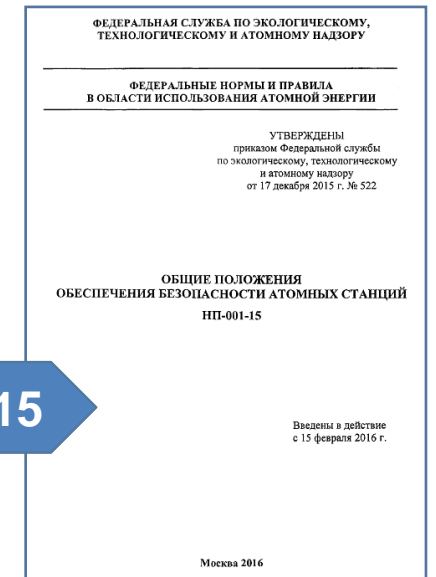 ФЕДЕРАЛЬНАЯ СЛУЖБА ПО ЭКОЛОГИЧЕСКОМУ,
ТЕХНОЛОГИЧЕСКОМУ И АТОМНОМУ НАДЗОРУ
ФЕДЕРАЛЬНЫЕ НОРМЫ И ПРАВИЛА
В ОБЛАСТИ ИСПОЛЬЗОВАНИЯ АТОМНОЙ ЭНЕРГИИ
УТВЕРЖДЕНЫ
приказом Федеральной службы
по экологическому, технологическому
и атомному надзору
от 17 декабря 2015 г. № 522
ОБЩИЕ ПОЛОЖЕНИЯ
ОБЕСПЕЧЕНИЯ БЕЗОПАСНОСТИ АТОМНЫХ СТАНЦИЙ
НП-001-15
15
Введены в действие
с 15 февраля 2016 г.
Москва 2016